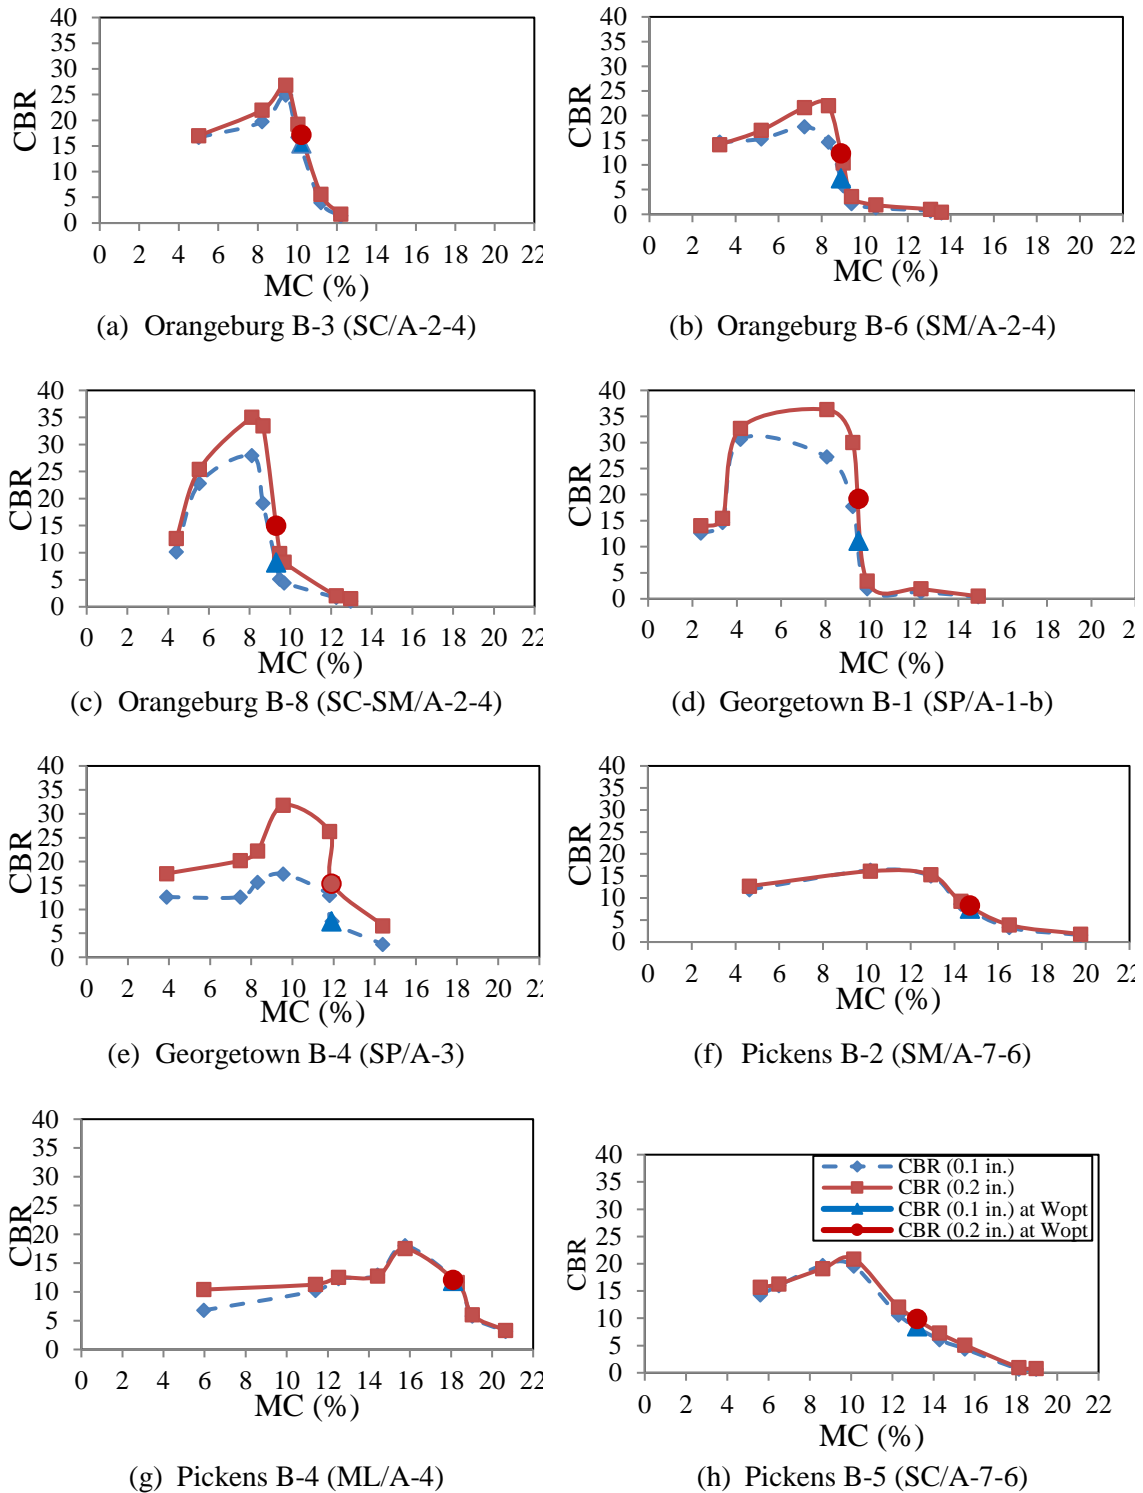 40
35
30
25
20
15
10
5
0
CBR
0 2 4 6 8 10 12 14 16 18 20 22
MC (%)
(a) Orangeburg B-3 (SC/A-2-4)
40
35
30
25
20
15
10
5
0
CBR
0 2 4 6 8 10 12 14 16 18 20 22
MC (%)
(b) Orangeburg B-6 (SM/A-2-4)
40
35
30
25
20
15
10
5
0
CBR
0 2 4 6 8 10 12 14 16 18 20 22
MC (%)
(c) Orangeburg B-8 (SC-SM/A-2-4)
40
35
30
25
20
15
10
5
0
CBR
0 2 4 6 8 10 12 14 16 18 20 22
MC (%)
(d) Georgetown B-1 (SP/A-1-b)
40
35
30
25
20
15
10
5
0
CBR
0 2 4 6 8 10 12 14 16 18 20 22
MC (%)
(e) Georgetown B-4 (SP/A-3)
40
35
30
25
20
15
10
5
0
CBR
0 2 4 6 8 10 12 14 16 18 20 22
MC (%)
(f) Pickens B-2 (SM/A-7-6)
40
35
30
25
20
15
10
5
0
CBR
0 2 4 6 8 10 12 14 16 18 20 22
MC (%)
(g) Pickens B-4 (ML/A-4)
40
35
30
25
20
15
10
5
0
CBR
CBR (0.1 in.)
CBR (0.2 in.)
CBR (0.1 in.) at Wopt
CBR (0.2 in.) at Wopt
0 2 4 6 8 10 12 14 16 18 20 22
MC (%)
(h) Pickens B-5 (SC/A-7-6)